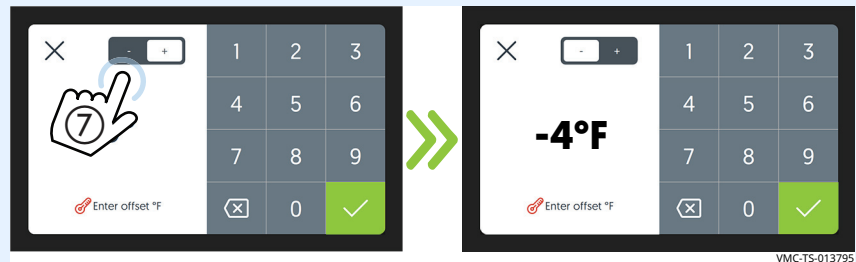 - + 1 2 3
4 5 6
7
7 8 9
Enter offset °F 0
- + 1 2 3
4 5 6
-4°F
7 8 9
Enter offset °F 0
VMC-TS-013795